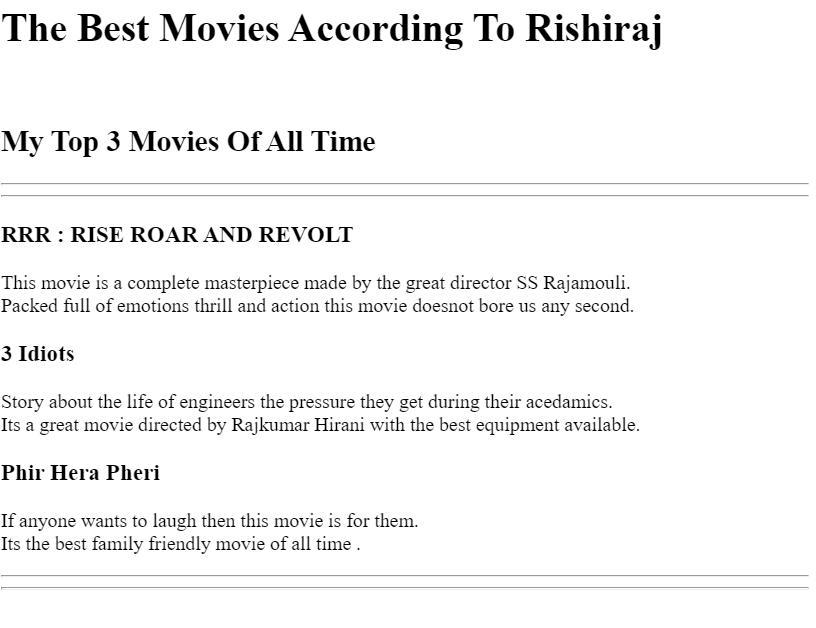 The Best Movies According To Rishiraj
My Top 3 Movies Of All Time
RRR : RISE ROAR AND REVOLT
This movie is a complete masterpiece made by the great director SS Rajamouli.
Packed full of emotions thrill and action this movie doesnot bore us any second.
3 Idiots
Story about the life of engineers the pressure they get during their acedamics.
Its a great movie directed by Rajkumar Hirani with the best equipment available.
Phir Hera Pheri
If anyone wants to laugh then this movie is for them.
Its the best family friendly movie of all time .